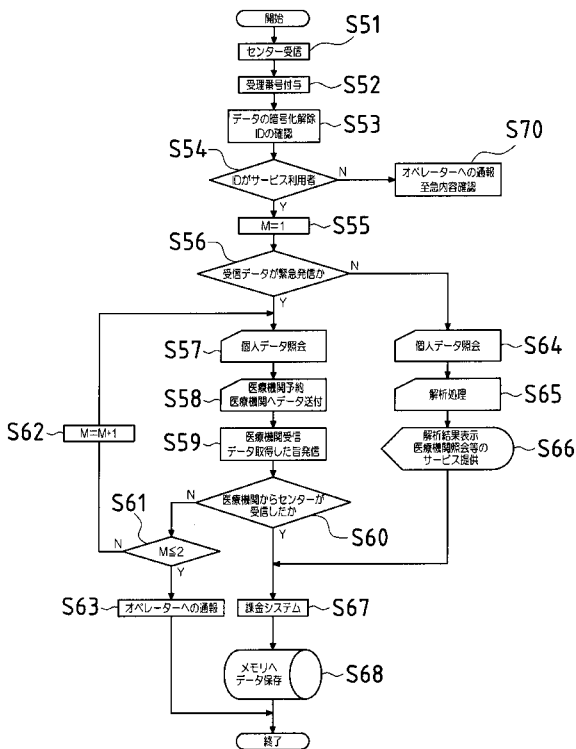 開始
センター受信
S51
受理番号付与
S52
データの暗号化解除
IDの確認
S53
S54
IDがサービス利用者
N
Y
オペレーターへの通報
至急内容確認
S70
M=1
S55
S56
受信データが緊急発信か
N
Y
S57
個人データ照会
個人データ照会
S64
S58
医療機関予約
医療機関へデータ送付
解析処理
S65
S62
M=M+1
S59
医療機関受信
データ取得した旨発信
解析結果表示
医療機関照会等の
サービス提供
S66
S61
N
医療機関からセンターが
受信したか
S60
Y
N
M≦2
Y
S63
オペレーターへの通報
課金システム
S67
メモリへ
データ保存
S68
終了